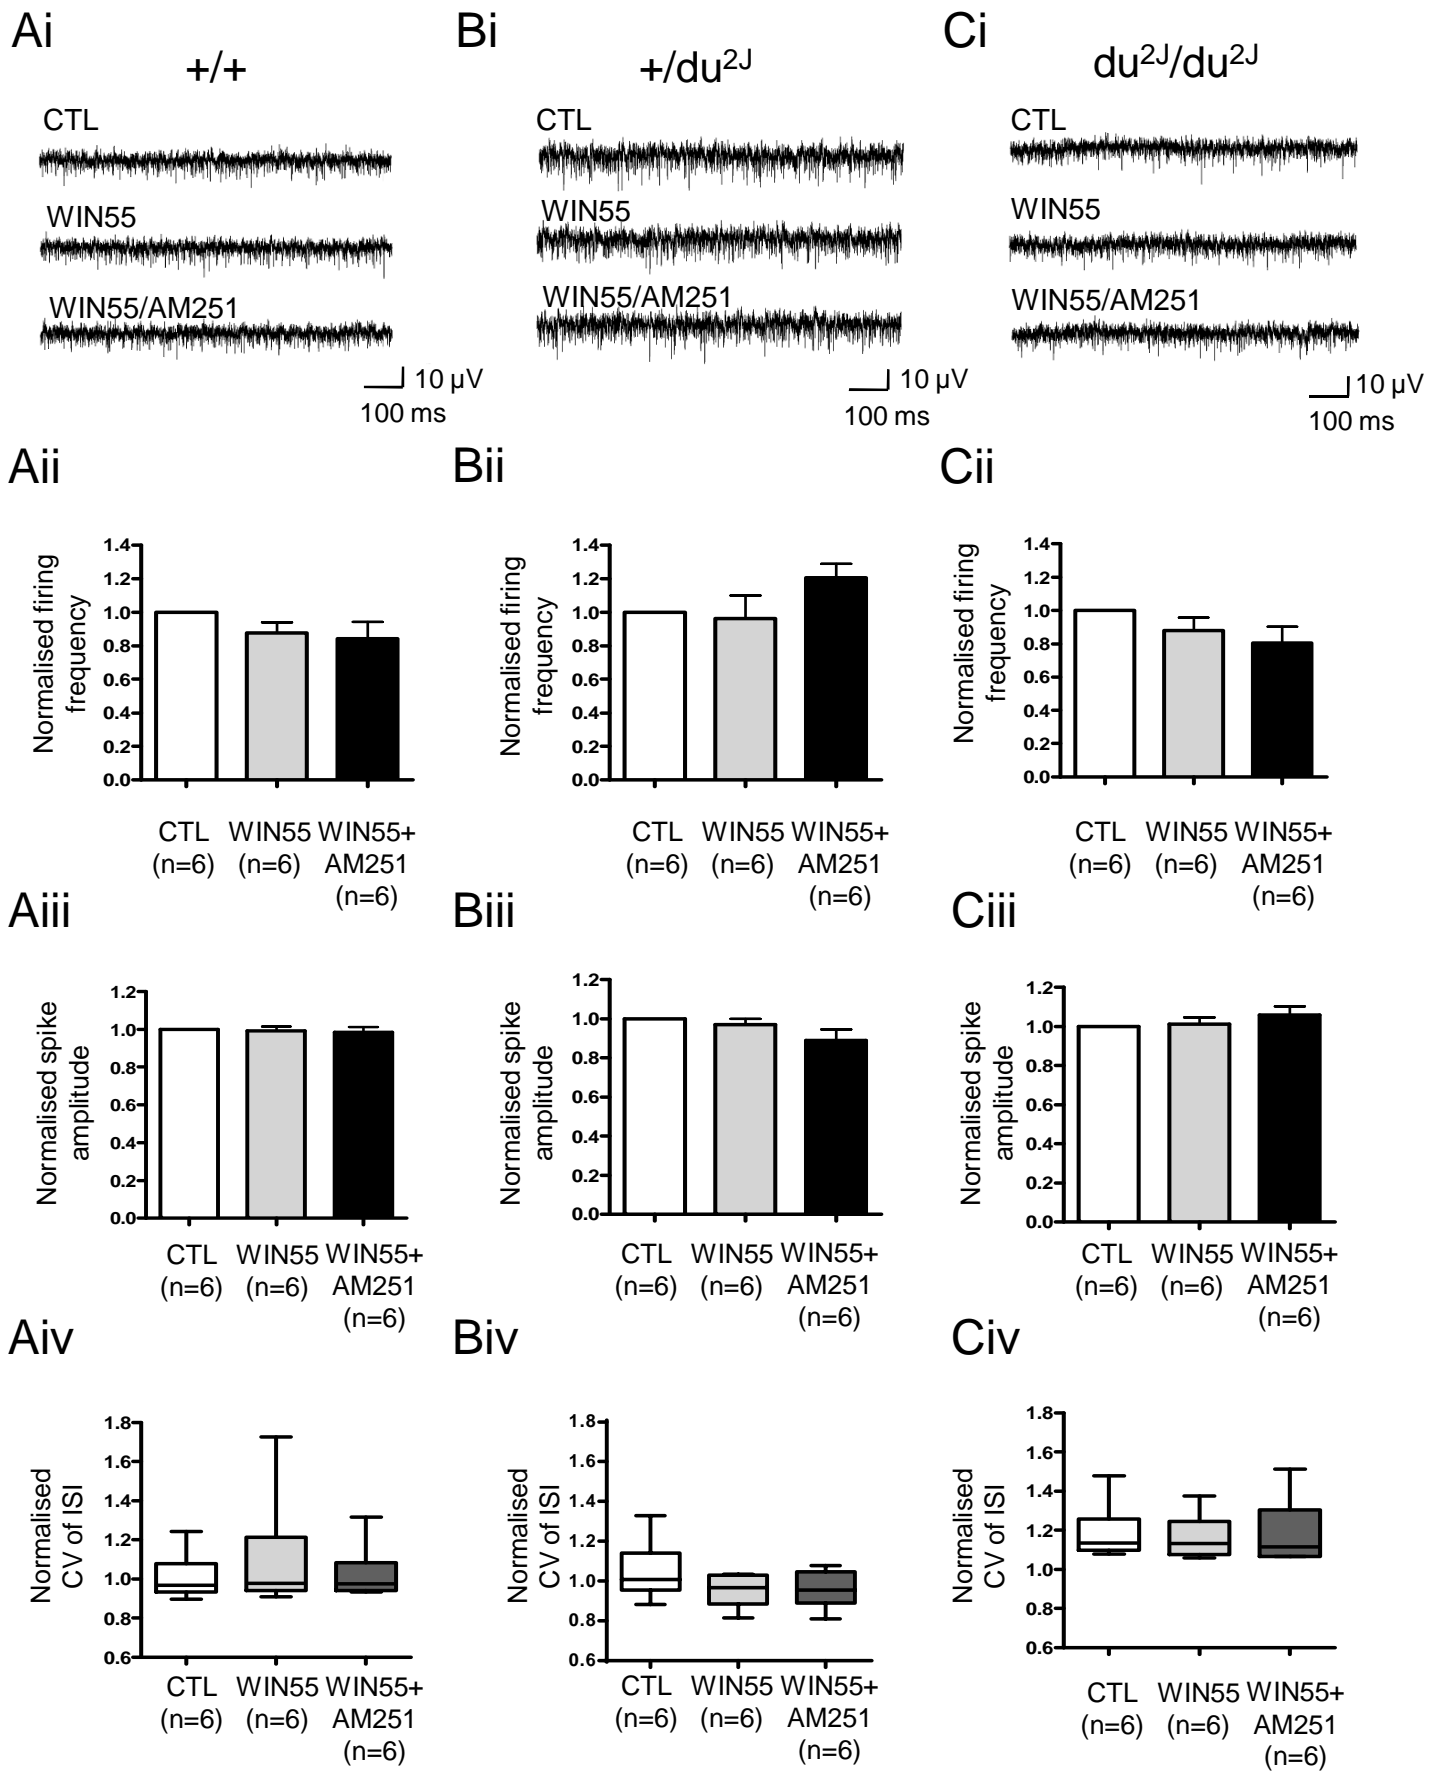 Ai
Bi
Ci
+/+
+/du2J
du2J/du2J
CTL
CTL
CTL
WIN55
WIN55
WIN55
WIN55/AM251
WIN55/AM251
WIN55/AM251
10 µV
100 ms
10 µV
100 ms
10 µV
100 ms
Aii
Bii
Cii
Normalised firing
frequency
1.4
1.2
1.0
0.8
0.6
0.4
0.2
0.0
CTL WIN55 WIN55+
(n=6) (n=6) AM251
(n=6)
Normalised firing
frequency
1.4
1.2
1.0
0.8
0.6
0.4
0.2
0.0
CTL WIN55 WIN55+
(n=6) (n=6) AM251
(n=6)
Normalised firing
frequency
1.4
1.2
1.0
0.8
0.6
0.4
0.2
0.0
CTL WIN55 WIN55+
(n=6) (n=6) AM251
(n=6)
Aiii
Biii
Ciii
Normalised spike
amplitude
1.2
1.0
0.8
0.6
0.4
0.2
0.0
CTL WIN55 WIN55+
(n=6) (n=6) AM251
(n=6)
Normalised spike
amplitude
1.2
1.0
0.8
0.6
0.4
0.2
0.0
CTL WIN55 WIN55+
(n=6) (n=6) AM251
(n=6)
Normalised spike
amplitude
1.2
1.0
0.8
0.6
0.4
0.2
0.0
CTL WIN55 WIN55+
(n=6) (n=6) AM251
(n=6)
Aiv
Biv
Civ
Normalised
CV of ISI
1.8
1.6
1.4
1.2
1.0
0.8
0.6
CTL WIN55 WIN55+
(n=6) (n=6) AM251
(n=6)
Normalised
CV of ISI
1.8
1.6
1.4
1.2
1.0
0.8
0.6
CTL WIN55 WIN55+
(n=6) (n=6) AM251
(n=6)
Normalised
CV of ISI
1.8
1.6
1.4
1.2
1.0
0.8
0.6
CTL WIN55 WIN55+
(n=6) (n=6) AM251
(n=6)